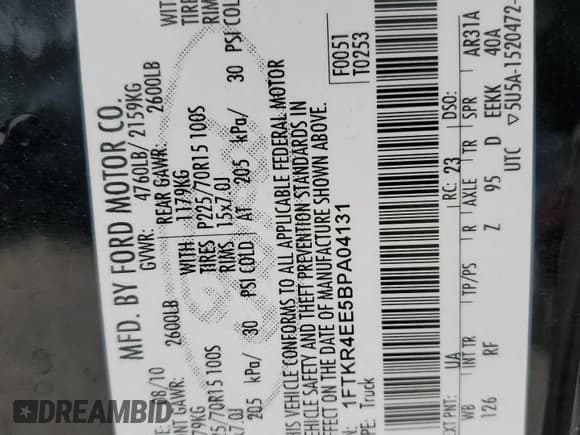 MFD. BY FORD MOTOR CO.
GVWR: 4760LB/ 2159KG
2600LB REAR GAWR: 2600LB
WITH
1179KG
TIRES
P225/70R15 100S
RIMS
15x7.0J
205 kPa/ 30 PSI COLD AT 205 kPa/ 30 PSI COLD
THIS VEHICLE CONFORMS TO ALL APPLICABLE FEDERAL MOTOR
VEHICLE SAFETY AND THEFT PREVENTION STANDARDS IN
EFFECT ON THE DATE OF MANUFACTURE SHOWN ABOVE.
F0051
T0253
1FTKR4EE5BPA04131
Truck
EXT PNT: UA RC: 23 DSO:
WB INT TR TP/PS R AXLE TR SPR AR31A
126 RF Z 95 D EEKK 40A
UTC ▽5U5A-1520472-
DREAMBID